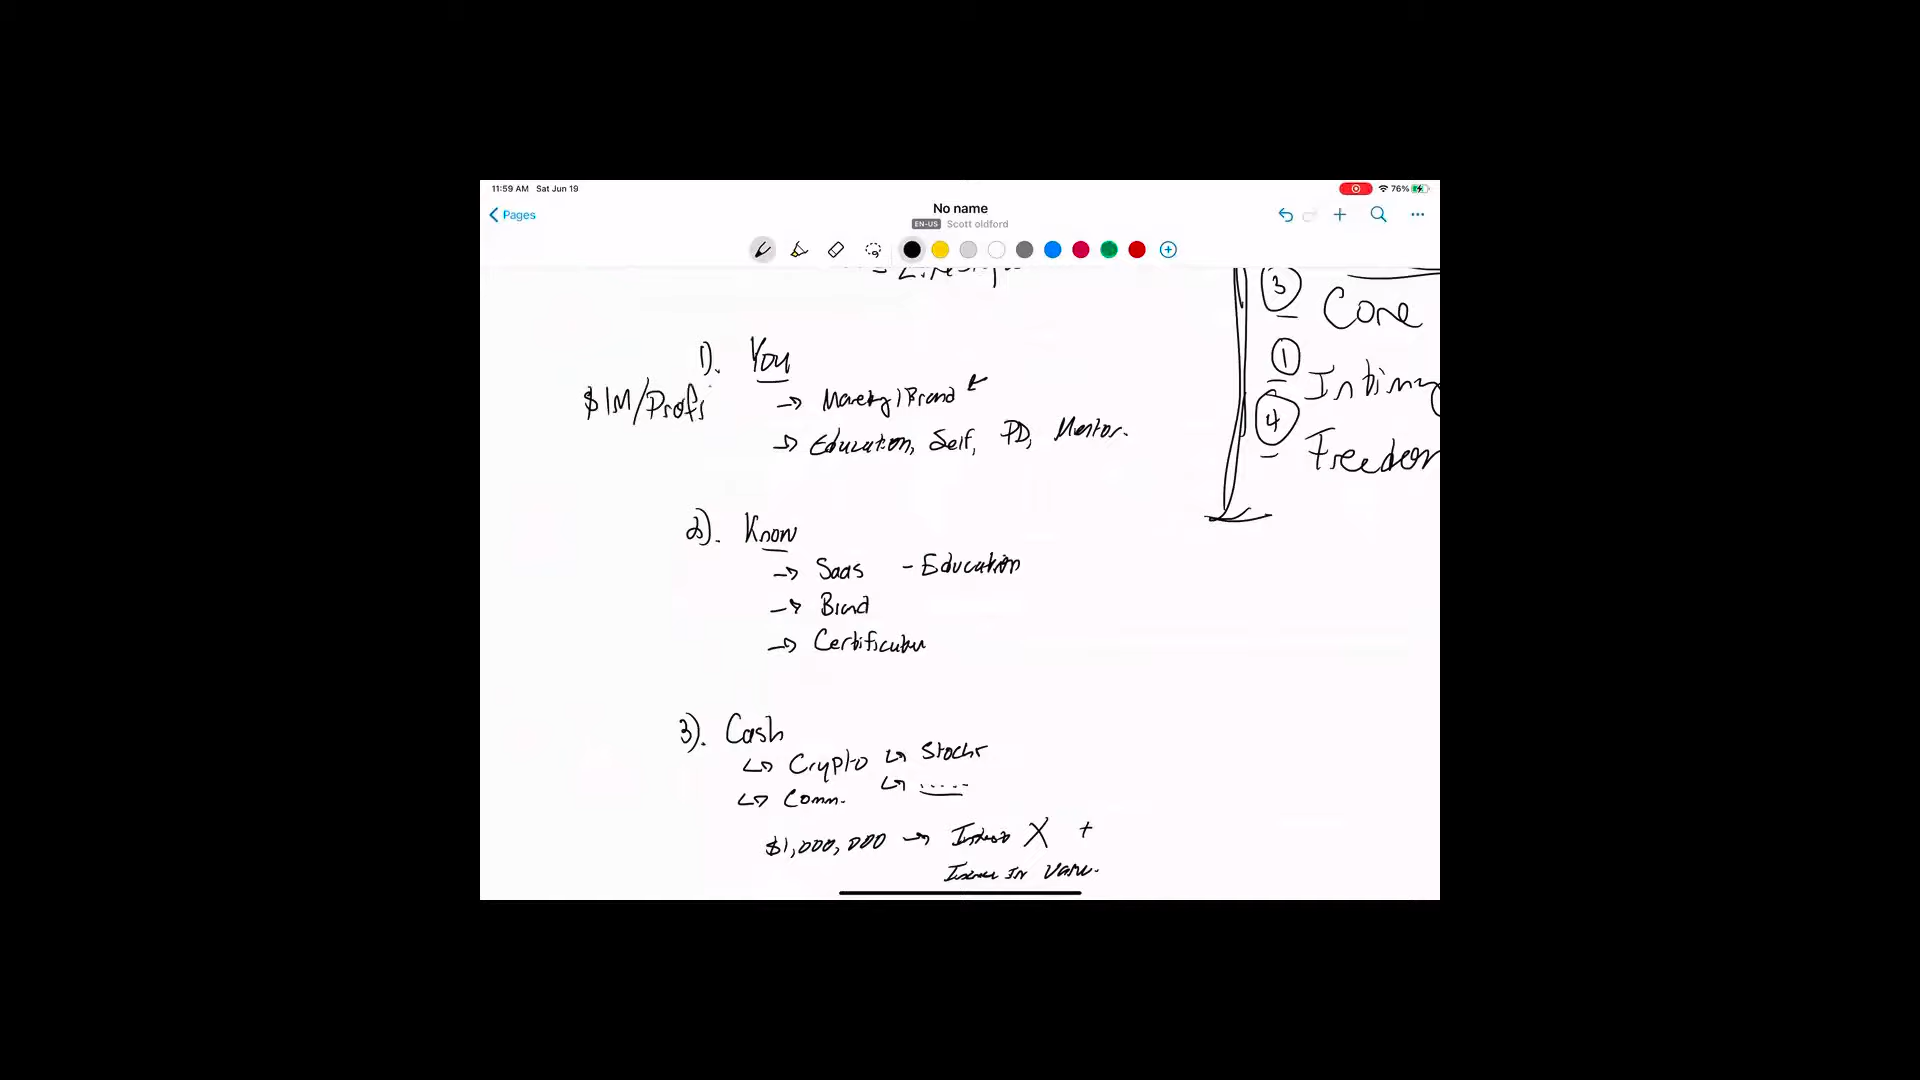 11:59 AM Sat Jun 19
76%
Pages
No name
EN-US Scott oldford
3
Core
1). You
1
$1M/Profi
→ / Brand
4
→ Education, Self, PD, Mentor.
Freedom
2). Know
→ Saas - Education
→ Brand
→ Certification
3). Cash
↳ Crypto ↳ Stocks
↳ Comm. ↳ .....
$1,000,000 → X +
In Value.